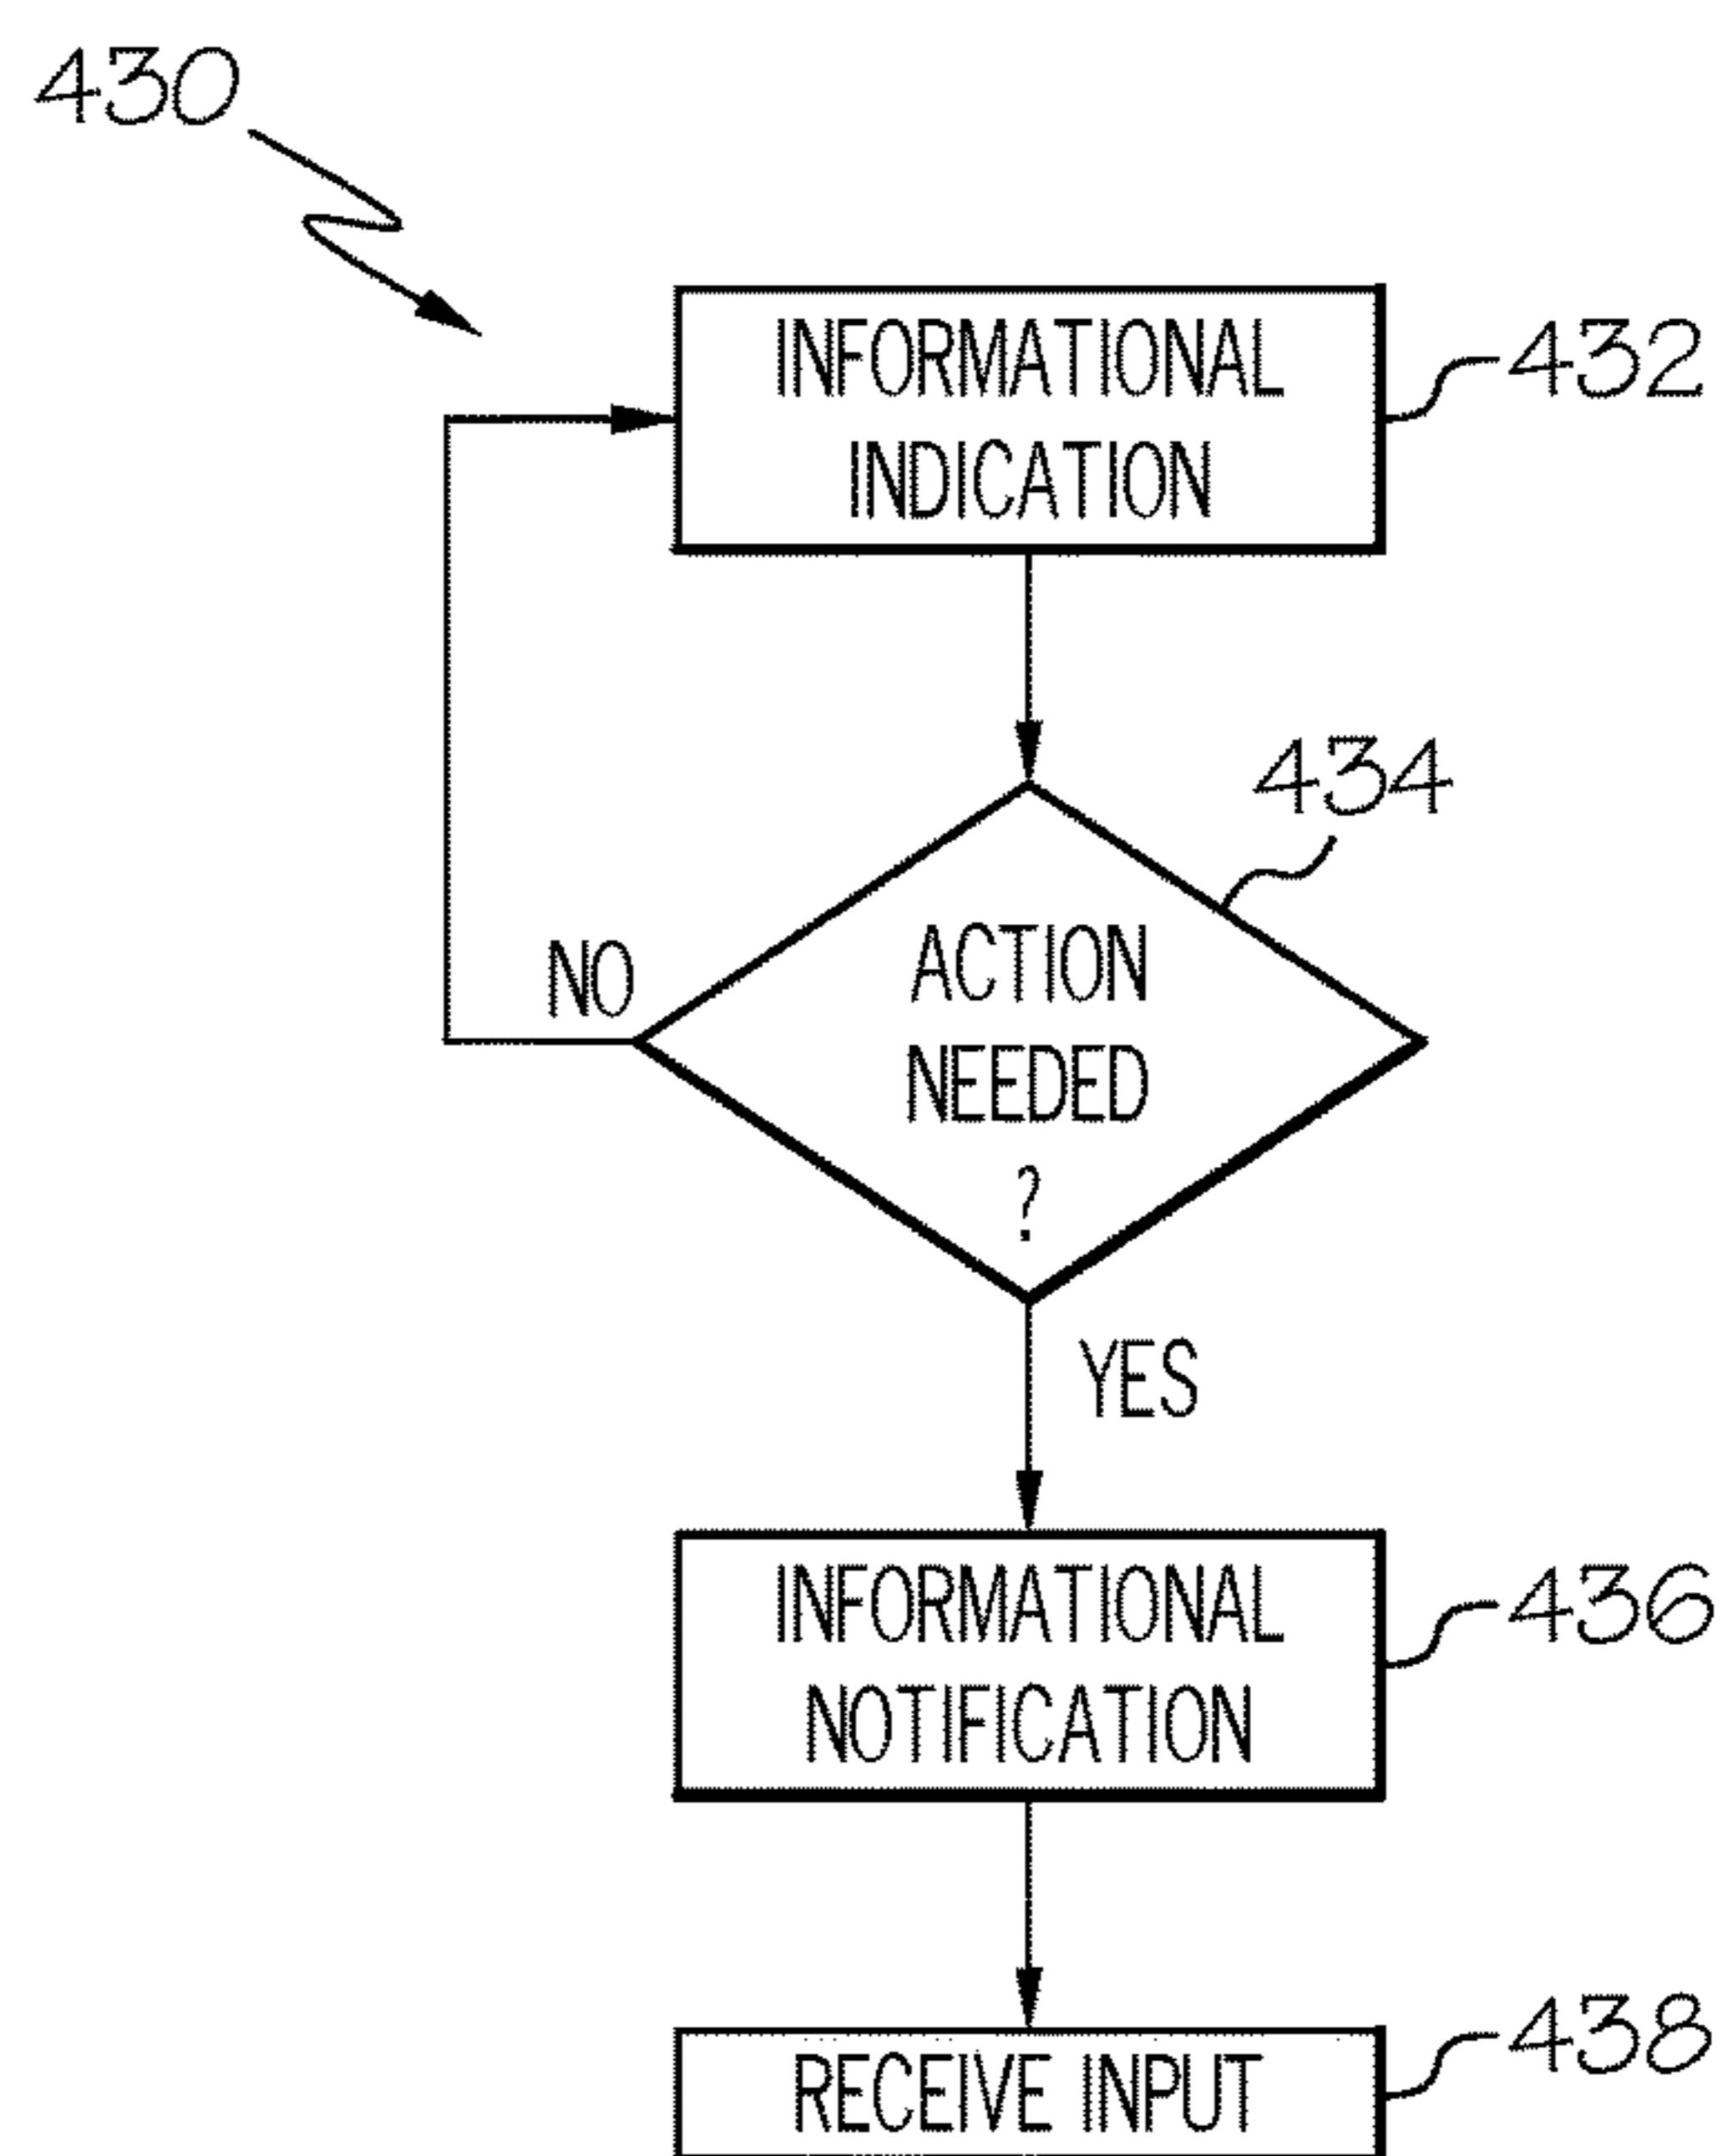 430
INFORMATIONAL
INDICATION
432
434
ACTION
NEEDED
?
NO
YES
INFORMATIONAL
NOTIFICATION
436
RECEIVE INPUT
438